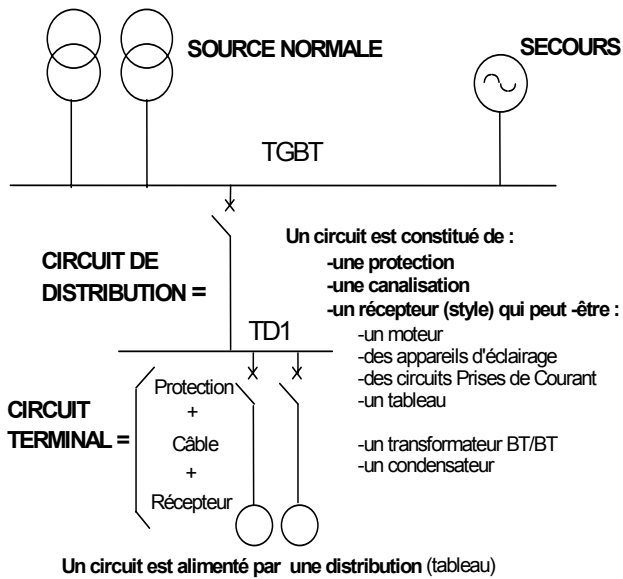 SOURCE NORMALE
SECOURS
TGBT
CIRCUIT DE
DISTRIBUTION =
Un circuit est constitué de :
-une protection
-une canalisation
-un récepteur (style) qui peut -être :
-un moteur
-des appareils d'éclairage
-des circuits Prises de Courant
-un tableau
-un transformateur BT/BT
-un condensateur
TD1
CIRCUIT
TERMINAL =
Protection
+
Câble
+
Récepteur
Un circuit est alimenté par une distribution (tableau)